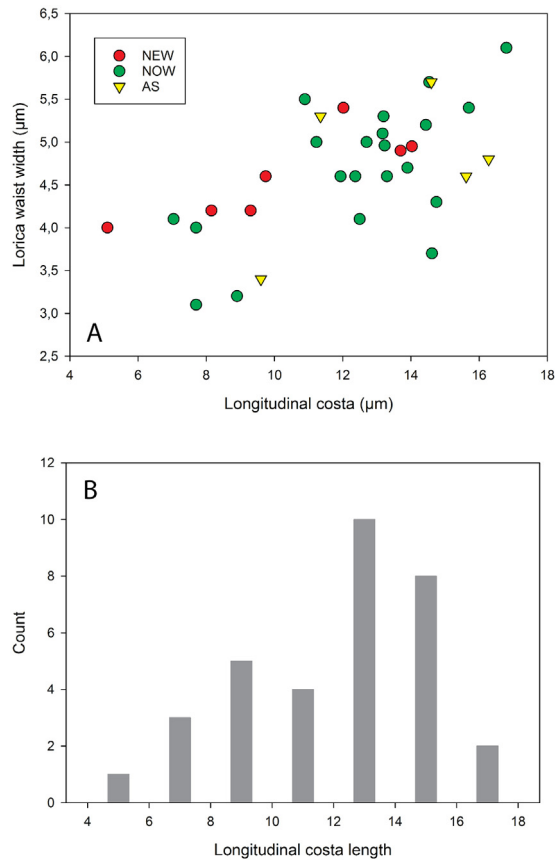 6,5
6,0
5,5
5,0
4,5
4,0
3,5
3,0
2,5
Lorica waist width (µm)
NEW
NOW
AS
A
4 6 8 10 12 14 16 18
Longitudinal costa (µm)
B
12
10
8
6
4
2
0
Count
4 6 8 10 12 14 16 18
Longitudinal costa length